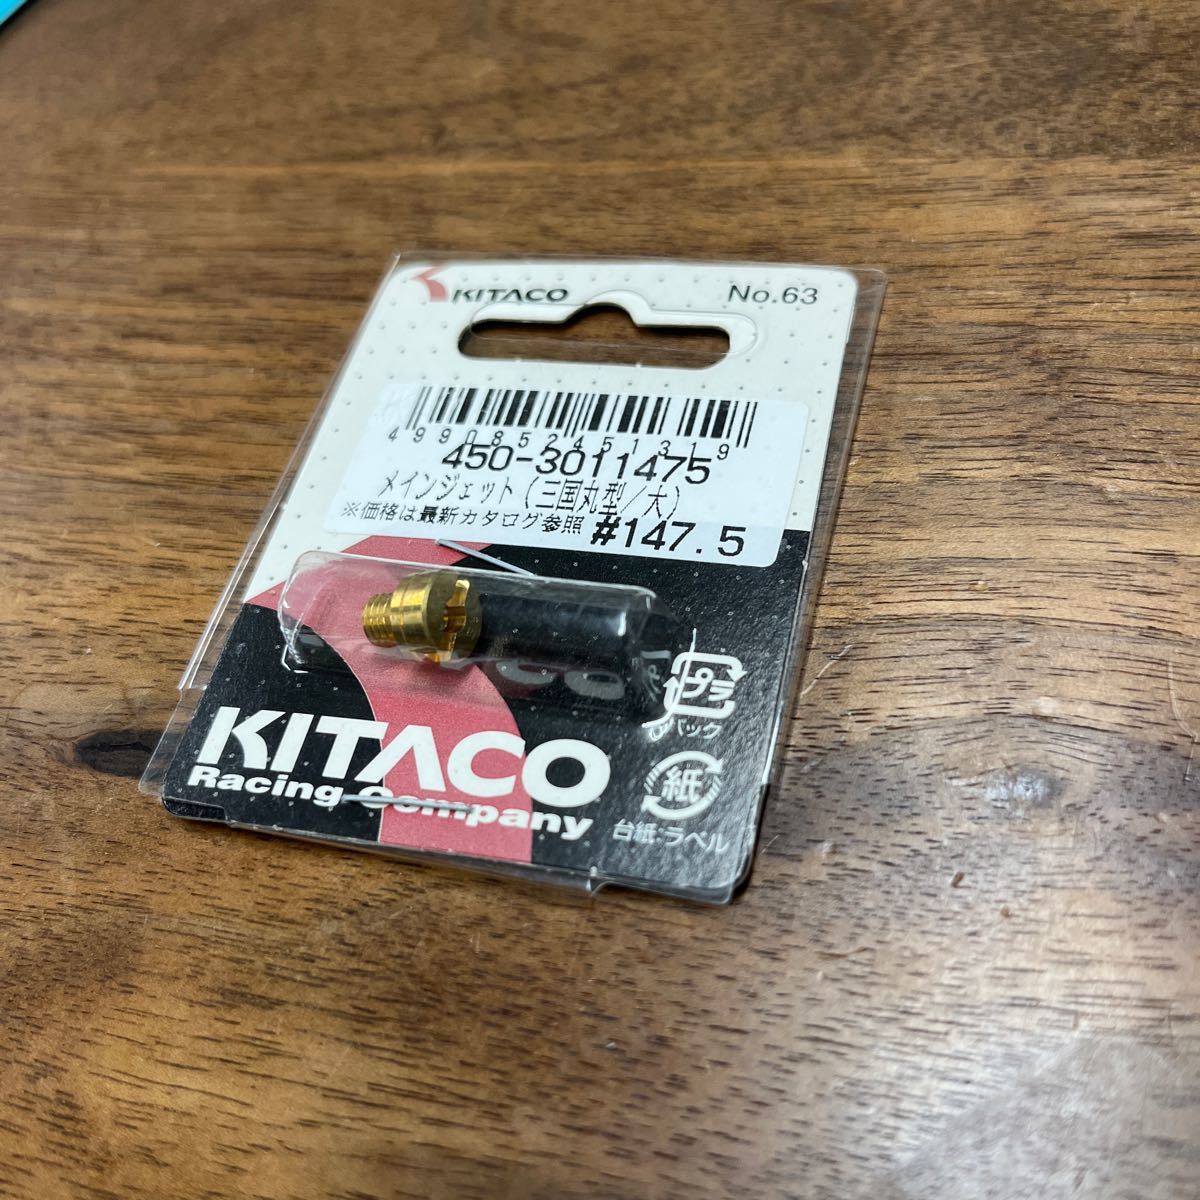 KITACO
No.63
4990852451319
450-3011475
メインジェット(三国丸型/大)
※価格は最新カタログ参照 #147.5
プラ
パック
KITACO
Racing Company
紙
台紙・ラベル